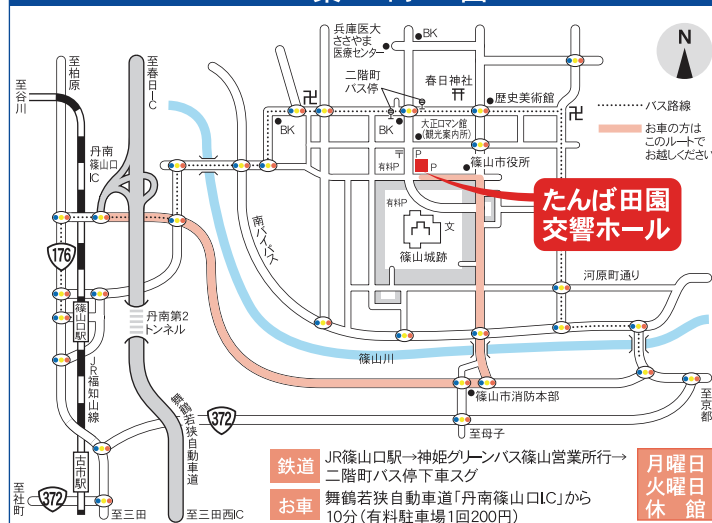 兵庫医大
ささやま
医療センター
BK
N
至柏原
至春日IC
至谷川
二階町
バス停
春日神社
歴史美術館
バス路線
お車の方は
このルートで
お越しください
丹南
篠山口
IC
BK
BK
大正ロマン館
(観光案内所)
P
有料P
P
篠山市役所
たんば田園
交響ホール
南バイパス
有料P
文
篠山城跡
176
河原町通り
篠山口駅
丹南第2
トンネル
篠山川
JR福知山線
舞鶴若狭自動車道
篠山市消防本部
372
至京都
至母子
古市駅
至社町
372
至三田
至三田西IC
鉄道
JR篠山口駅→神姫グリーンバス篠山営業所行→
二階町バス停下車スグ
お車
舞鶴若狭自動車道「丹南篠山口IC」から
10分(有料駐車場1回200円)
月曜日
火曜日
休館